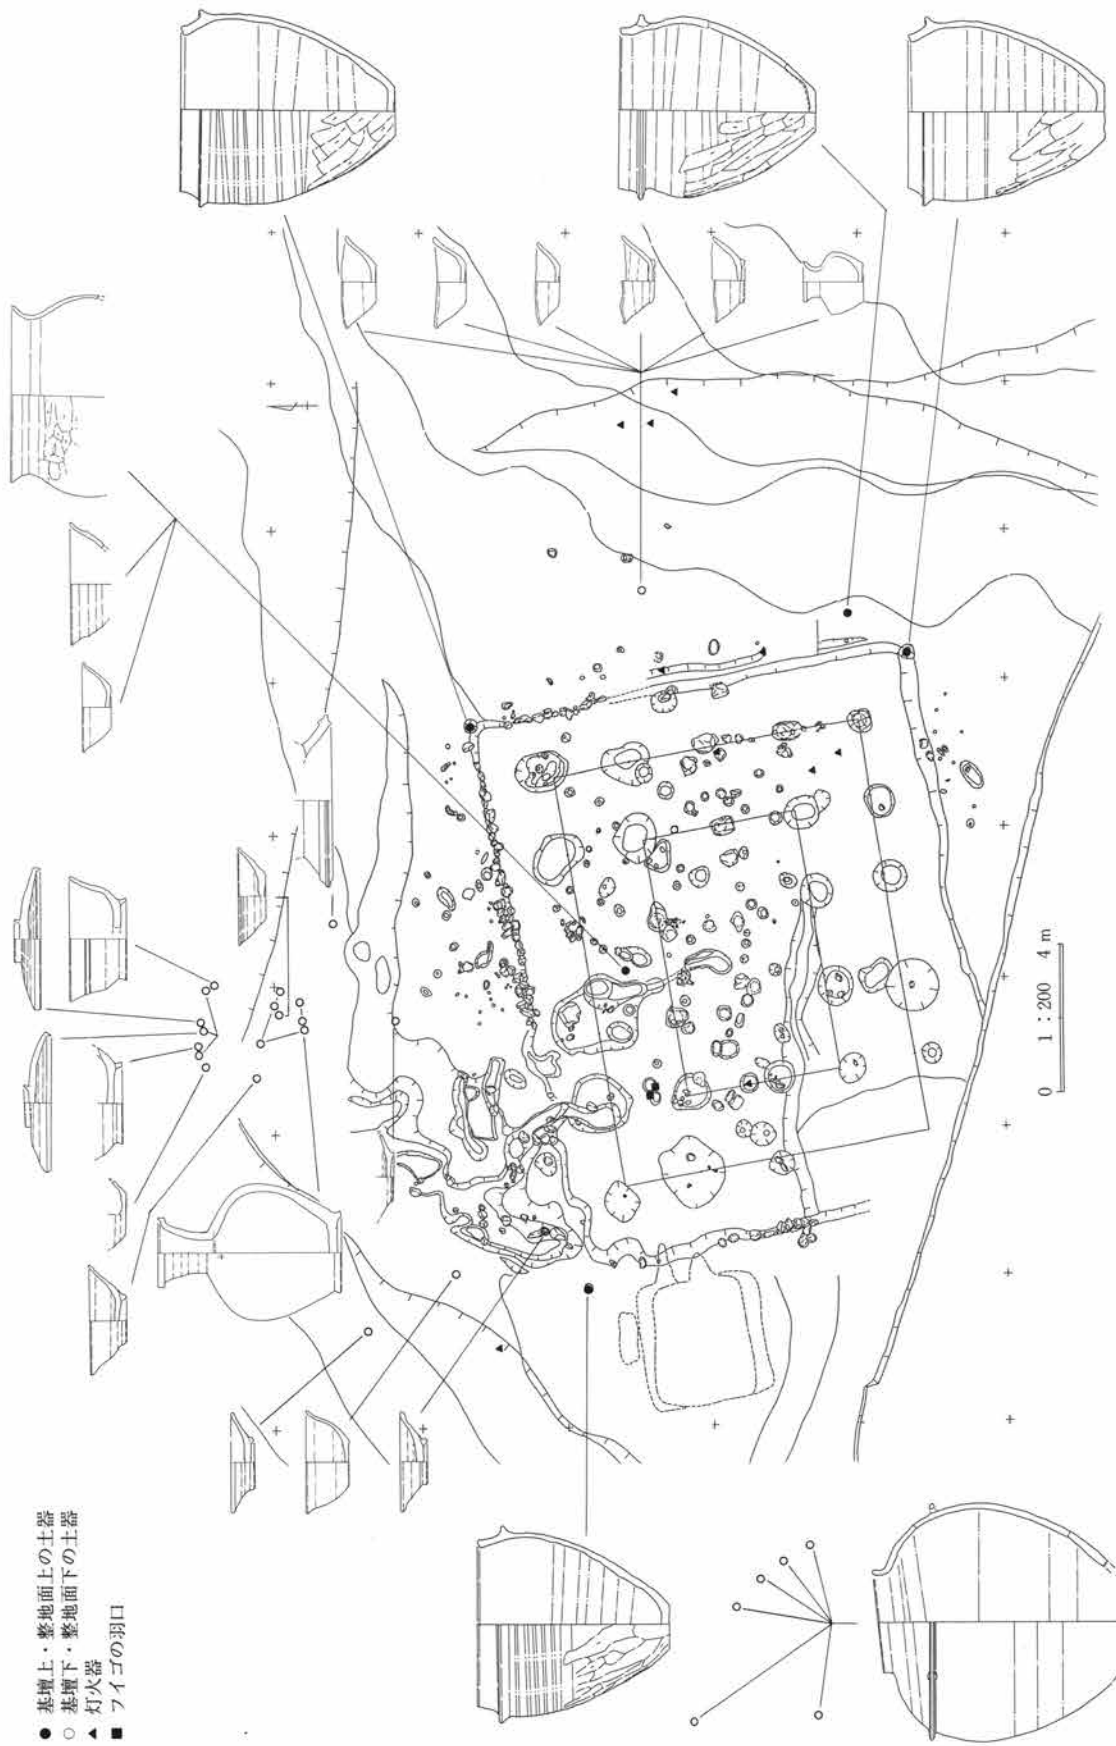 ● 基壇上・整地面上の土器
○ 基壇下・整地面下の土器
▲ 灯火器
■ フイゴの羽口
0 1：200 4 m